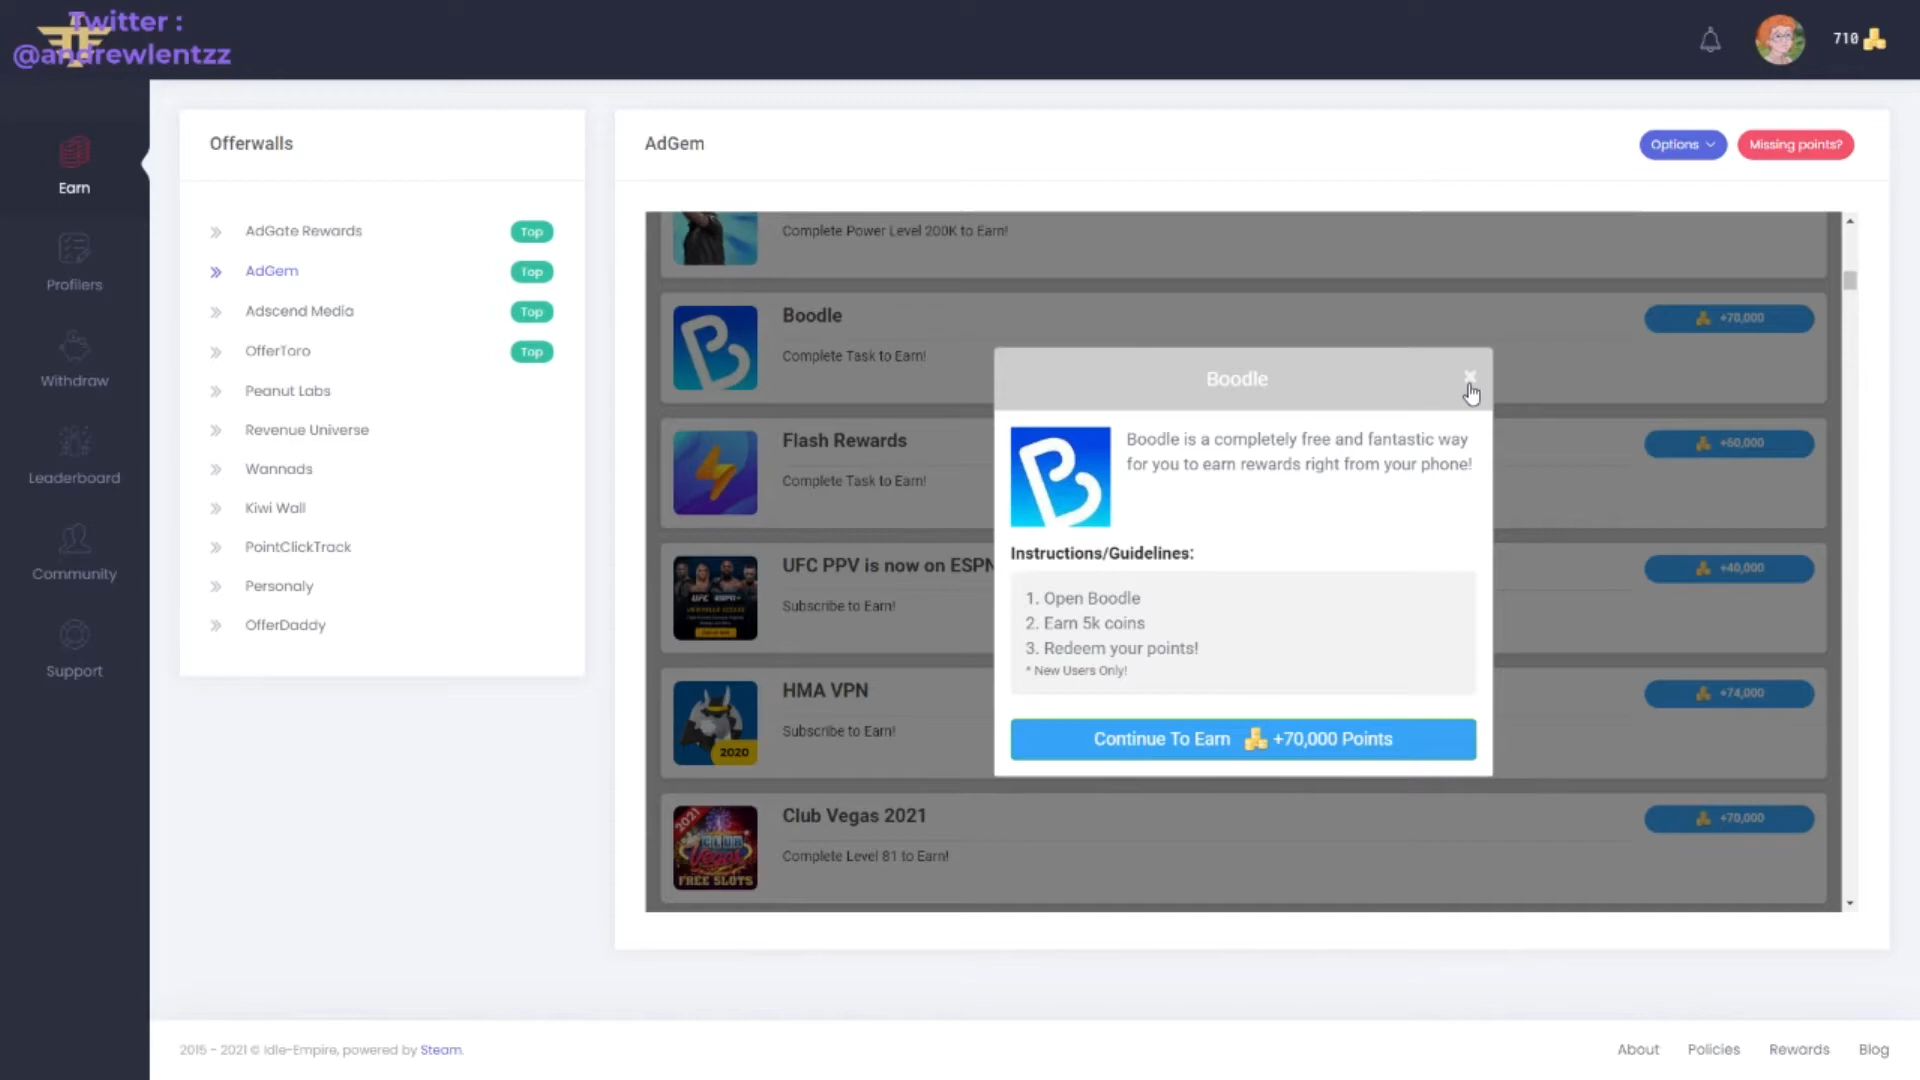 Twitter :
@andrewlentzz
710
Earn
Profilers
Withdraw
Leaderboard
Community
Support
Offerwalls
AdGate Rewards Top
AdGem Top
Adscend Media Top
OfferToro Top
Peanut Labs
Revenue Universe
Wannads
Kiwi Wall
PointClickTrack
Personaly
OfferDaddy
AdGem
Options
Missing points?
Complete Power Level 200K to Earn!
Boodle
Complete Task to Earn!
+70,000
Flash Rewards
Complete Task to Earn!
+60,000
UFC PPV is now on ESPN
Subscribe to Earn!
+40,000
HMA VPN
Subscribe to Earn!
2020
+74,000
Club Vegas 2021
Complete Level 81 to Earn!
2021
CLUB
VEGAS
FREE SLOTS
+70,000
Boodle
Boodle is a completely free and fantastic way
for you to earn rewards right from your phone!
Instructions/Guidelines:
1. Open Boodle
2. Earn 5k coins
3. Redeem your points!
* New Users Only!
Continue To Earn +70,000 Points
2015 - 2021 © Idle-Empire, powered by Steam.
About Policies Rewards Blog